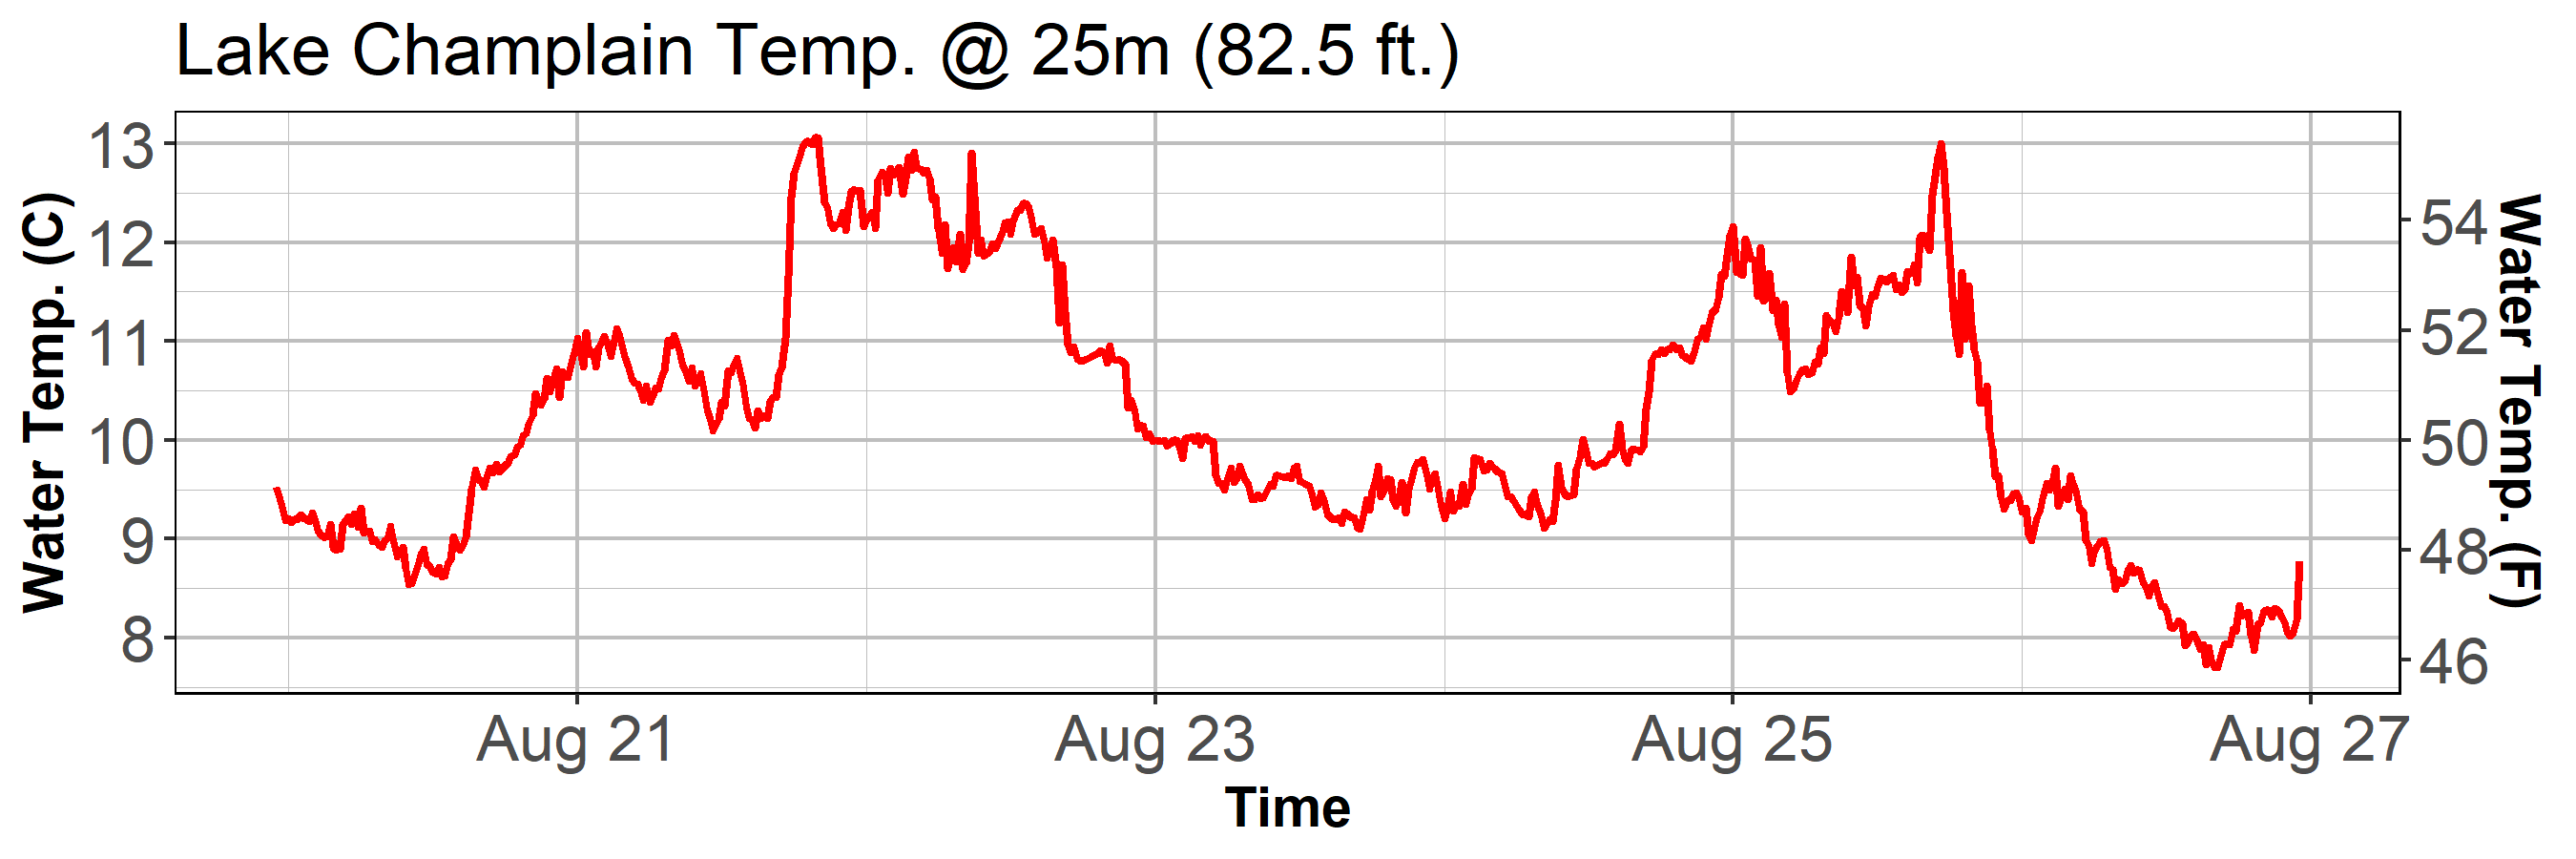 Lake Champlain Temp. @ 25m (82.5 ft.)
Water Temp. (C)
13
12
11
10
9
8
54
52
50
48
46
Water Temp. (F)
Aug 21 Aug 23 Aug 25 Aug 27
Time